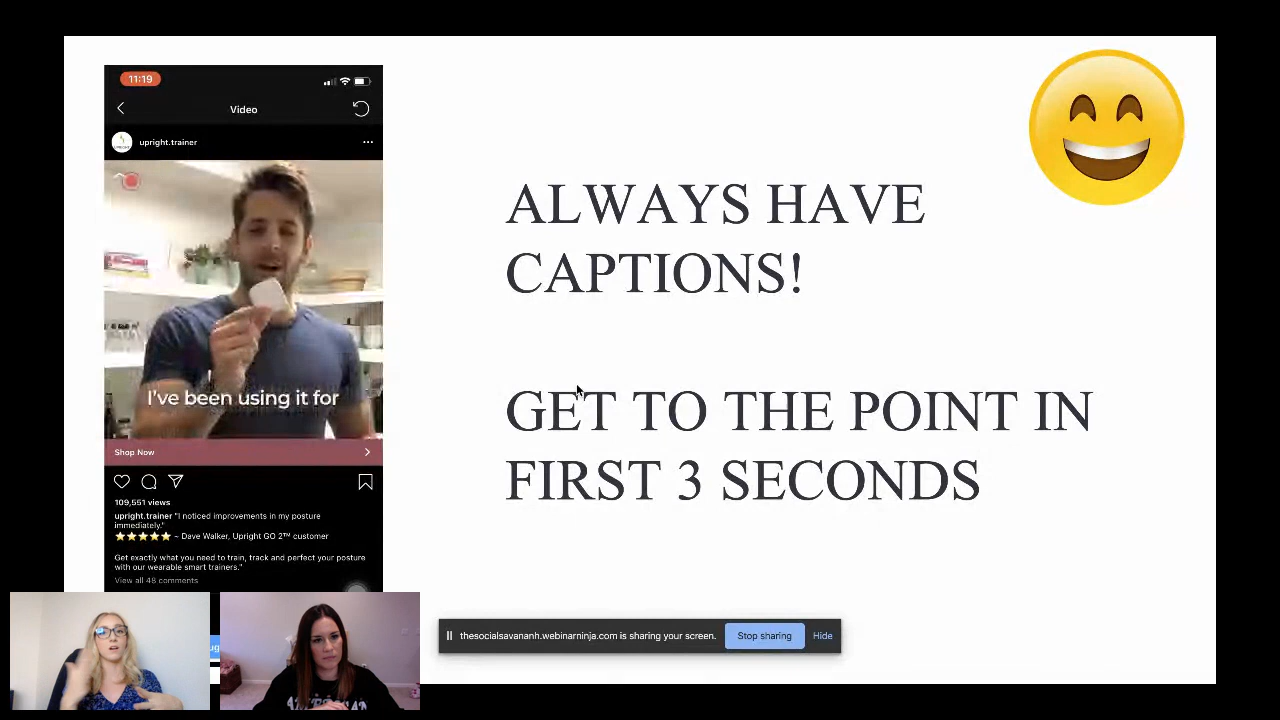 11:19
Video
upright.trainer
ALWAYS HAVE
CAPTIONS!
I've been using it for
GET TO THE POINT IN
FIRST 3 SECONDS
Shop Now
109,551 views
upright.trainer "I noticed improvements in my posture
immediately."
~ Dave Walker, Upright GO 2™ customer
Get exactly what you need to train, track and perfect your posture
with our wearable smart trainers."
View all 48 comments
thesocialsavananh.webinarninja.com is sharing your screen.
Stop sharing
Hide